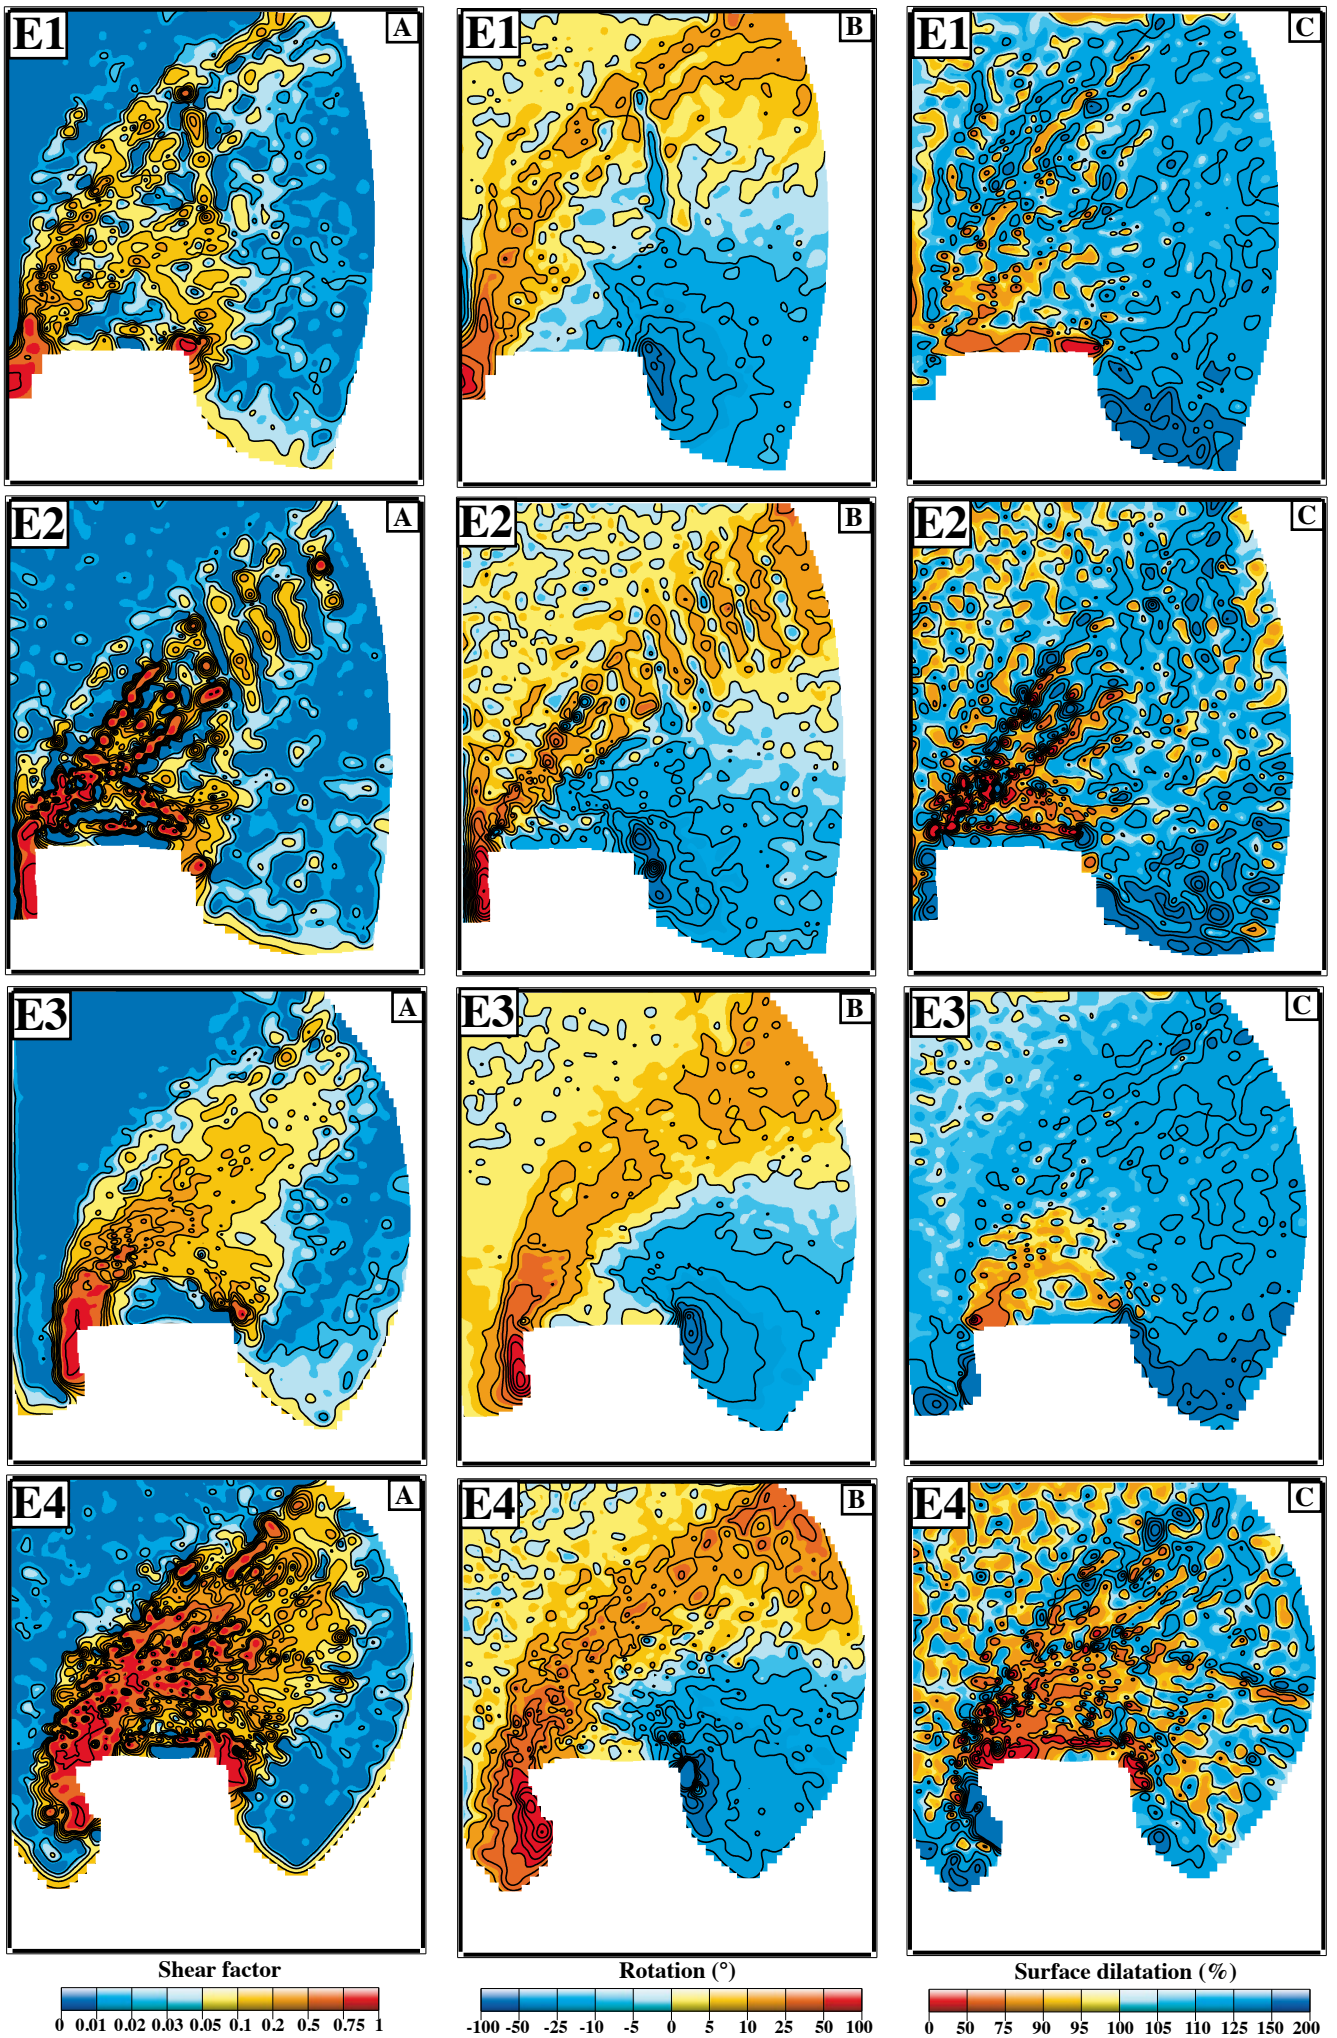 E1 A
E1 B
E1 C
E2 A
E2 B
E2 C
E3 A
E3 B
E3 C
E4 A
E4 B
E4 C
Shear factor
0 0.01 0.02 0.03 0.05 0.1 0.2 0.5 0.75 1
Rotation (°)
-100 -50 -25 -10 -5 0 5 10 25 50 100
Surface dilatation (%)
0 50 75 90 95 100 105 110 125 150 200